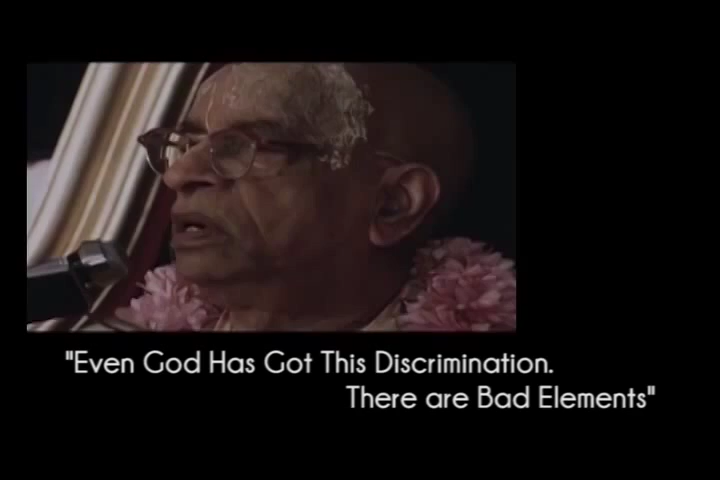 "Even God Has Got This Discrimination.
There are Bad Elements"